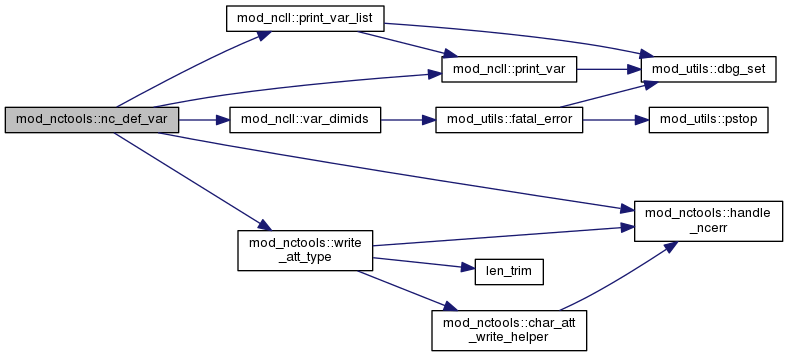 mod_ncll::print_var_list
mod_ncll::print_var
mod_utils::dbg_set
mod_nctools::nc_def_var
mod_ncll::var_dimids
mod_utils::fatal_error
mod_utils::pstop
mod_nctools::handle
_ncerr
mod_nctools::write
_att_type
len_trim
mod_nctools::char_att
_write_helper